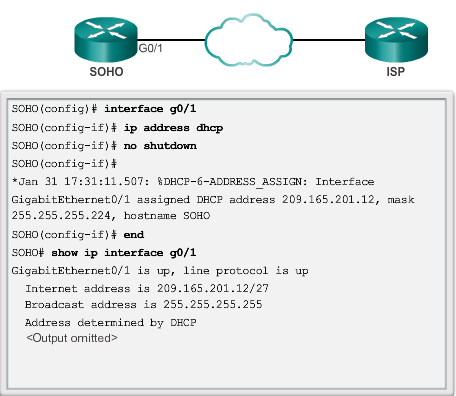 G0/1
SOHO
ISP
SOHO(config)# interface g0/1
SOHO(config-if)# ip address dhcp
SOHO(config-if)# no shutdown
SOHO(config-if)#
*Jan 31 17:31:11.507: %DHCP-6-ADDRESS_ASSIGN: Interface
GigabitEthernet0/1 assigned DHCP address 209.165.201.12, mask
255.255.255.224, hostname SOHO
SOHO(config-if)# end
SOHO# show ip interface g0/1
GigabitEthernet0/1 is up, line protocol is up
Internet address is 209.165.201.12/27
Broadcast address is 255.255.255.255
Address determined by DHCP
<Output omitted>